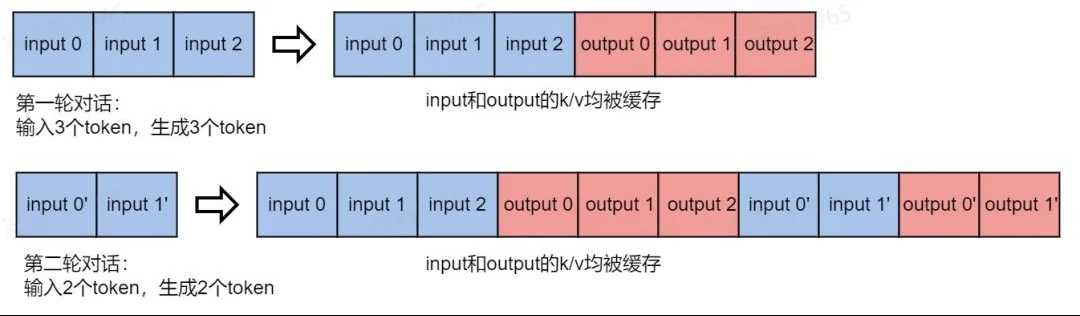 input 0 input 1 input 2 input 0 input 1 input 2 output 0 output 1 output 2
第一轮对话：
输入3个token，生成3个token
input和output的k/v均被缓存
input 0' input 1' input 0 input 1 input 2 output 0 output 1 output 2 input 0' input 1' output 0' output 1'
第二轮对话：
输入2个token，生成2个token
input和output的k/v均被缓存